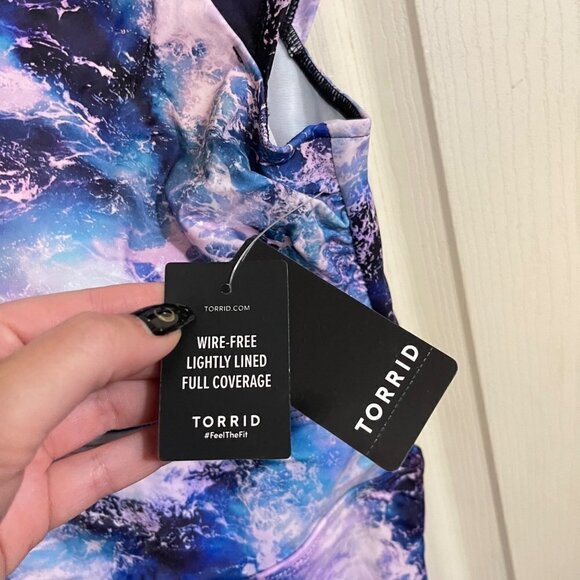 TORRID.COM
WIRE-FREE
LIGHTLY LINED
FULL COVERAGE
TORRID
#FeelTheFit
TORRID